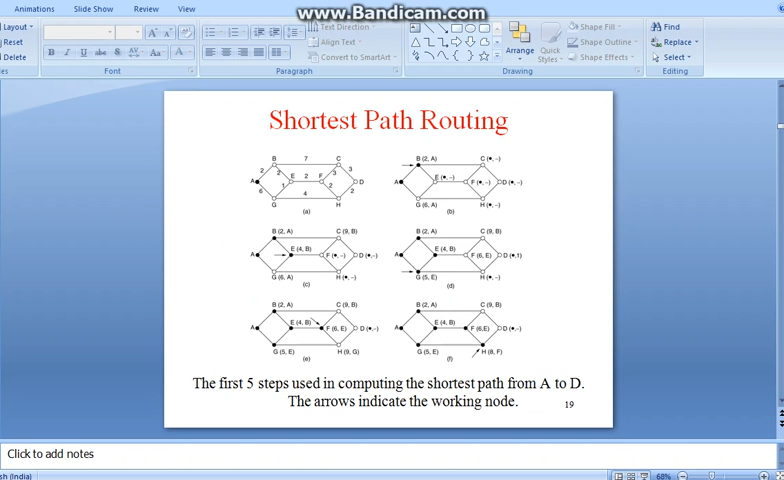 www.Bandicam.com
Animations Slide Show Review View
Layout
Reset
Delete
B I U S abc AV Aa A
Font
Paragraph
Text Direction
Align Text
Convert to SmartArt
Arrange
Quick
Styles
Shape Fill
Shape Outline
Shape Effects
Drawing
Find
Replace
Select
Editing
Shortest Path Routing
B 7 C
2 2 3 3
A E 2 F D
6 1 2 2
G 4 H
(a)
B (2, A) C (•, –)
A E (•, –) F (•, –) D (•, –)
G (6, A) H (•, –)
(b)
B (2, A) C (9, B)
A E (4, B) F (•, –) D (•,–)
G (6, A) H (•, –)
(c)
B (2, A) C (9, B)
A E (4, B) F (6, E) D (•,1)
G (5, E) H (•, –)
(d)
B (2, A) C (9, B)
A E (4, B) F (6, E) D (•,–)
G (5, E) H (9, G)
(e)
B (2, A) C (9, B)
A E (4, B) F (6,E) D (•,–)
G (5, E) H (8, F)
(f)
The first 5 steps used in computing the shortest path from A to D.
The arrows indicate the working node.
19
Click to add notes
sh (India)
68%